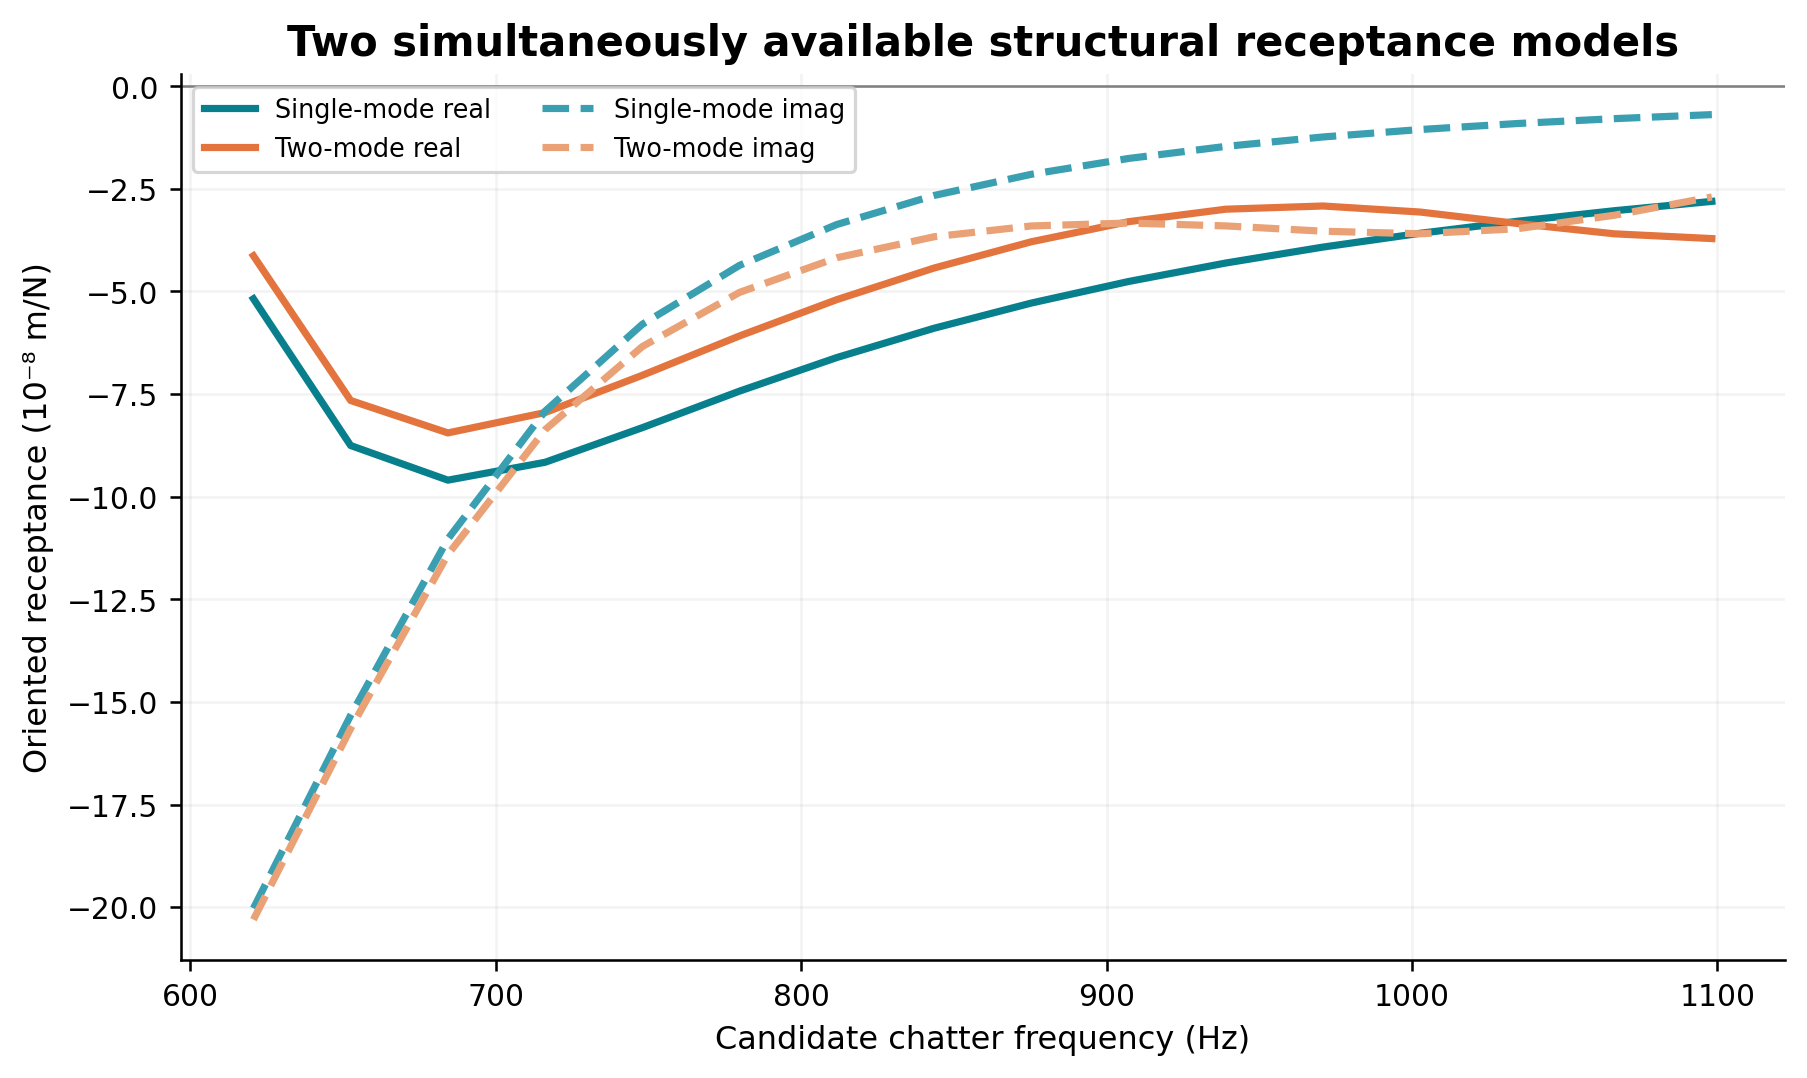 Two simultaneously available structural receptance models
Single-mode real
Two-mode real
Single-mode imag
Two-mode imag
Oriented receptance (10⁻⁸ m/N)
0.0
−2.5
−5.0
−7.5
−10.0
−12.5
−15.0
−17.5
−20.0
600 700 800 900 1000 1100
Candidate chatter frequency (Hz)